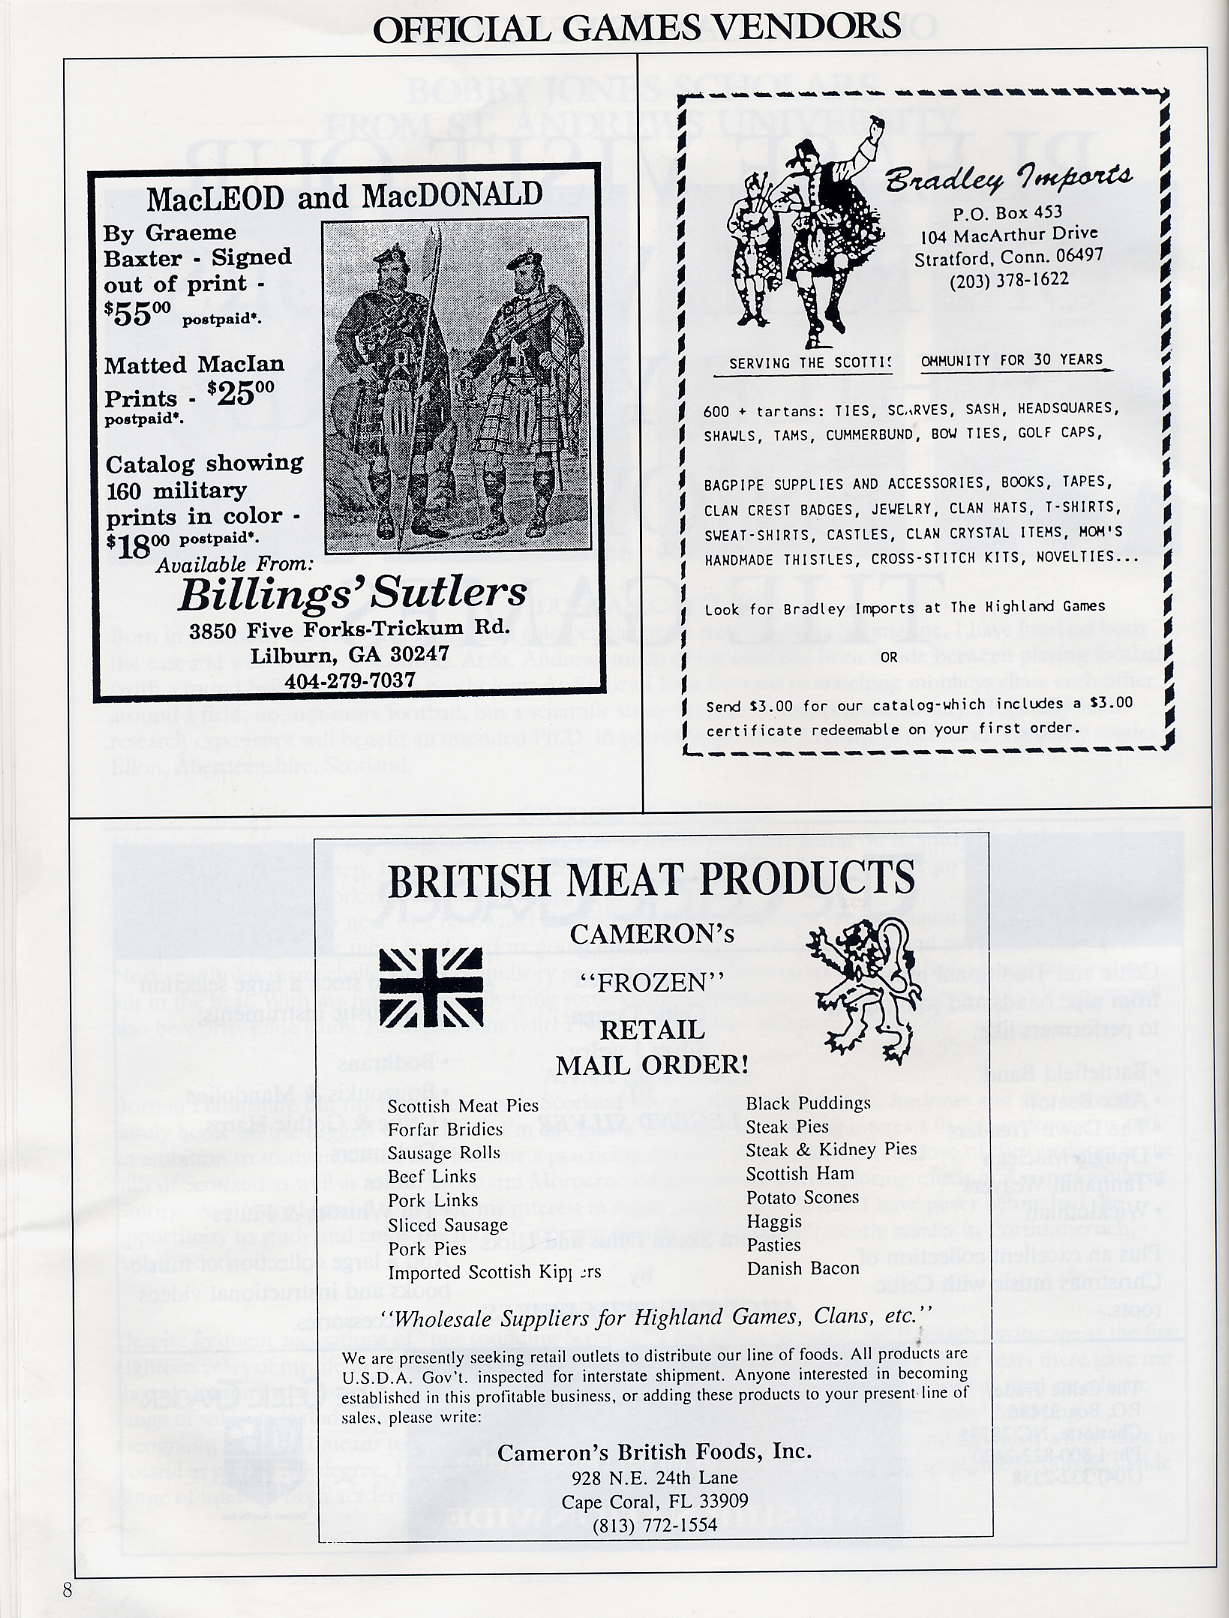 OFFICIAL GAMES VENDORS
MacLEOD and MacDONALD
By Graeme
Baxter - Signed
out of print -
$55⁰⁰ postpaid*.
Matted MacIan
Prints - $25⁰⁰
postpaid*.
Catalog showing
160 military
prints in color -
$18⁰⁰ postpaid*.
Available From:
Billings' Sutlers
3850 Five Forks-Trickum Rd.
Lilburn, GA 30247
404-279-7037
Bradley Imports
P.O. Box 453
104 MacArthur Drive
Stratford, Conn. 06497
(203) 378-1622
SERVING THE SCOTTI OMMUNITY FOR 30 YEARS
600 + tartans: TIES, SCARVES, SASH, HEADSQUARES,
SHAWLS, TAMS, CUMMERBUND, BOW TIES, GOLF CAPS,
BAGPIPE SUPPLIES AND ACCESSORIES, BOOKS, TAPES,
CLAN CREST BADGES, JEWELRY, CLAN HATS, T-SHIRTS,
SWEAT-SHIRTS, CASTLES, CLAN CRYSTAL ITEMS, MOM'S
HANDMADE THISTLES, CROSS-STITCH KITS, NOVELTIES...
Look for Bradley Imports at The Highland Games
OR
Send $3.00 for our catalog-which includes a $3.00
certificate redeemable on your first order.
BRITISH MEAT PRODUCTS
CAMERON's
"FROZEN"
RETAIL
MAIL ORDER!
Scottish Meat Pies
Forfar Bridies
Sausage Rolls
Beef Links
Pork Links
Sliced Sausage
Pork Pies
Imported Scottish Kippers
Black Puddings
Steak Pies
Steak & Kidney Pies
Scottish Ham
Potato Scones
Haggis
Pasties
Danish Bacon
"Wholesale Suppliers for Highland Games, Clans, etc."
We are presently seeking retail outlets to distribute our line of foods. All products are
U.S.D.A. Gov't. inspected for interstate shipment. Anyone interested in becoming
established in this profitable business, or adding these products to your present line of
sales, please write:
Cameron's British Foods, Inc.
928 N.E. 24th Lane
Cape Coral, FL 33909
(813) 772-1554
8